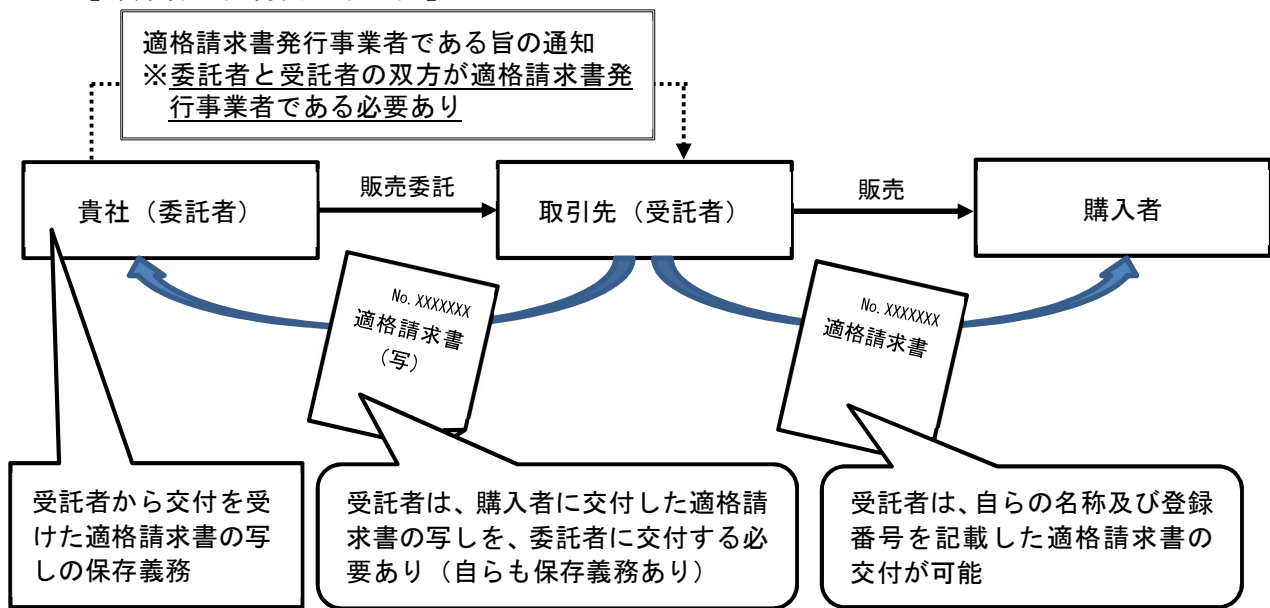 適格請求書発行事業者である旨の通知
※委託者と受託者の双方が適格請求書発
行事業者である必要あり
貴社（委託者）
販売委託
取引先（受託者）
販売
購入者
No. XXXXXXX
適格請求書
（写）
No. XXXXXXX
適格請求書
受託者から交付を受
けた適格請求書の写
しの保存義務
受託者は、購入者に交付した適格請
求書の写しを、委託者に交付する必
要あり（自らも保存義務あり）
受託者は、自らの名称及び登録
番号を記載した適格請求書の
交付が可能